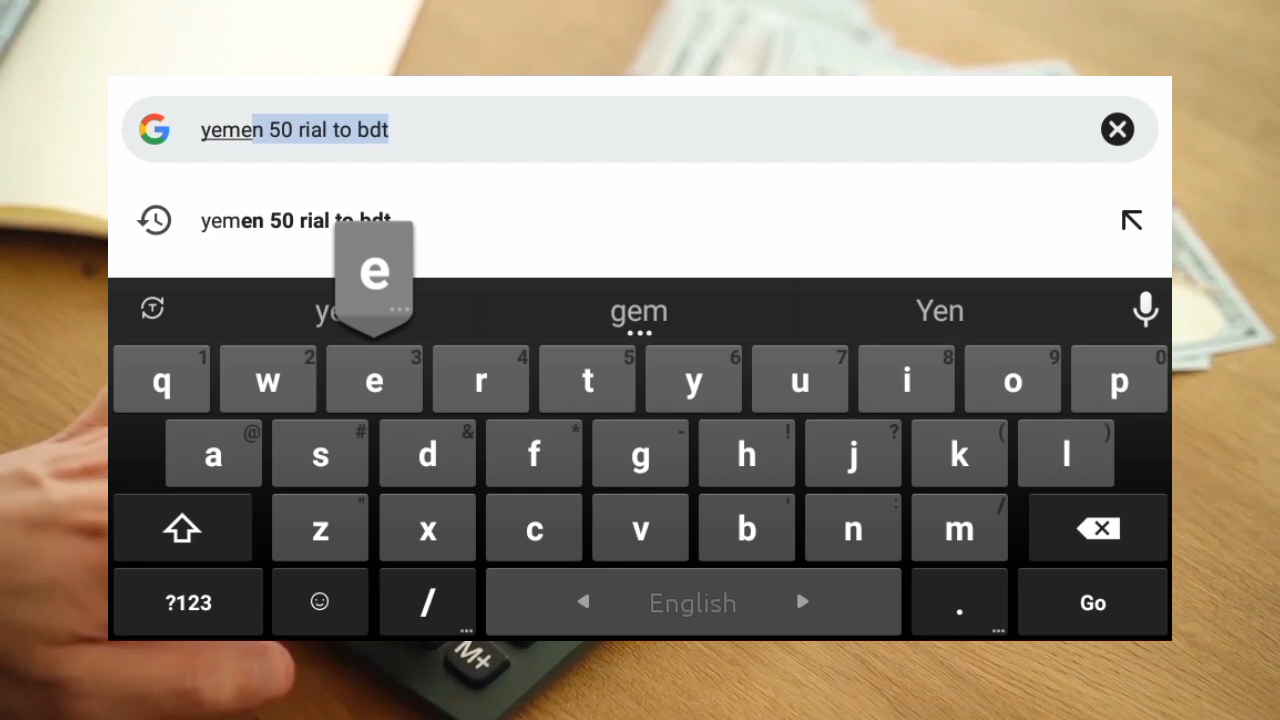 yemen 50 rial to bdt
yemen 50 rial to bdt
e
gem Yen
1 2 3 4 5 6 7 8 9 0
q w e r t y u i o p
@ # & * - ! ? ( )
a s d f g h j k l
" ' : /
z x c v b n m
?123 / English . Go
M+